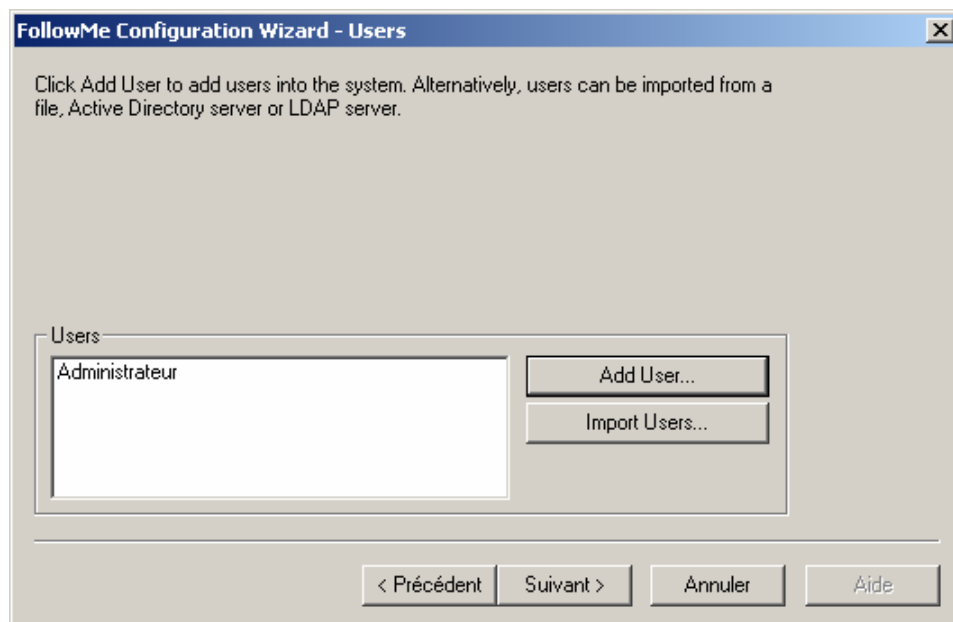 FollowMe Configuration Wizard - Users
Click Add User to add users into the system. Alternatively, users can be imported from a
file, Active Directory server or LDAP server.
Users
Administrateur
Add User...
Import Users...
< Précédent
Suivant >
Annuler
Aide